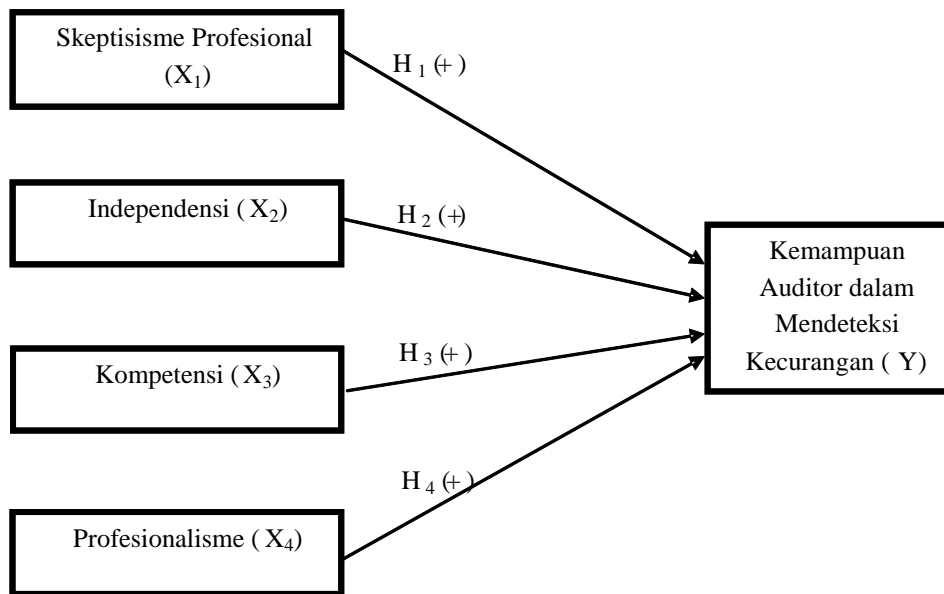 Skeptisisme Profesional
(X₁)
H ₁ (+)
Independensi ( X₂)
H ₂ (+)
Kemampuan
Auditor dalam
Mendeteksi
Kecurangan ( Y)
H ₃ (+)
Kompetensi ( X₃)
H ₄ (+)
Profesionalisme ( X₄)